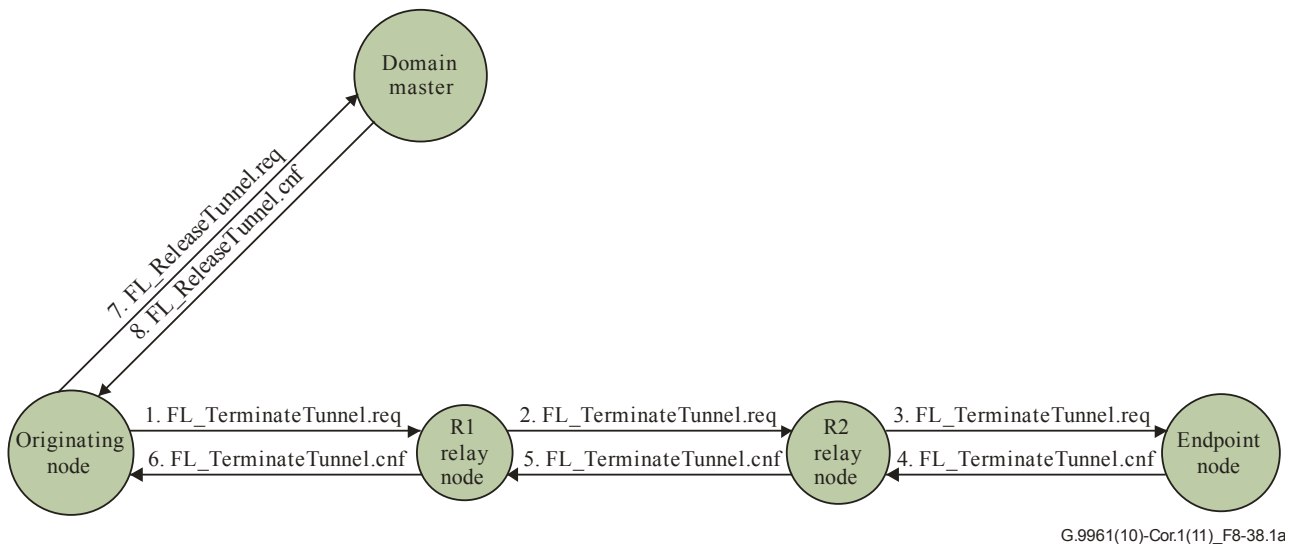 Domain
master
7. FL_ReleaseTunnel.req
8. FL_ReleaseTunnel.cnf
Originating
node
1. FL_TerminateTunnel.req
6. FL_TerminateTunnel.cnf
R1
relay
node
2. FL_TerminateTunnel.req
5. FL_TerminateTunnel.cnf
R2
relay
node
3. FL_TerminateTunnel.req
4. FL_TerminateTunnel.cnf
Endpoint
node
G.9961(10)-Cor.1(11)_F8-38.1a